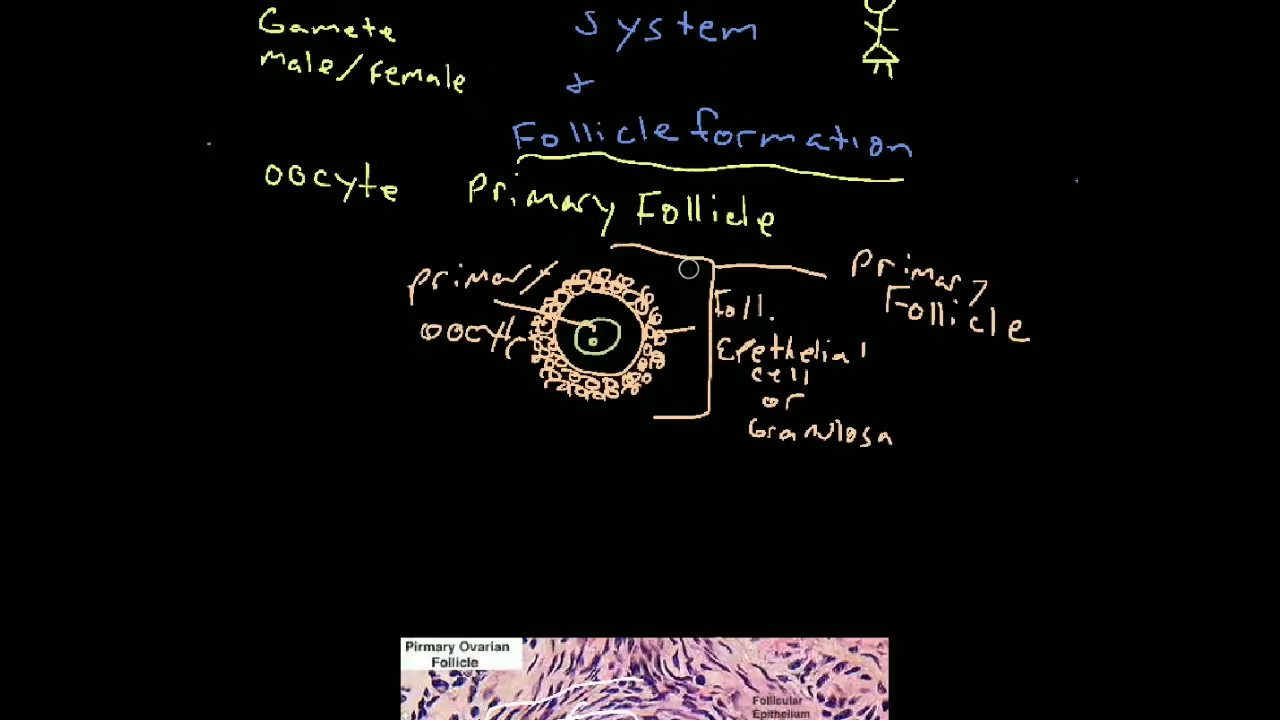 Gamete
male/female
System
&
Follicle formation
oocyte
Primary Follicle
primary
oocyte
Foll.
Epethelial
cell
or
Granulosa
Primary
Follicle
Pirmary Ovarian
Follicle
Follicular
Epithelium